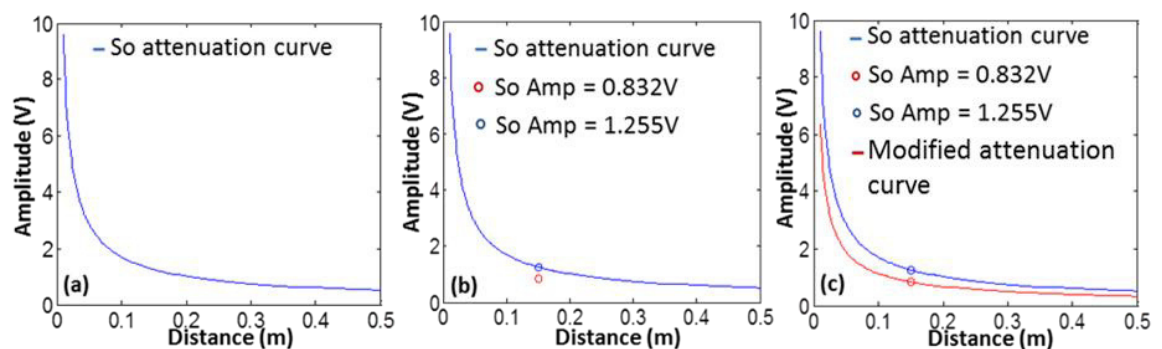 10
8
6
4
2
0
Amplitude (V)
So attenuation curve
(a)
0 0.1 0.2 0.3 0.4 0.5
Distance (m)
10
8
6
4
2
0
Amplitude (V)
So attenuation curve
So Amp = 0.832V
So Amp = 1.255V
(b)
0 0.1 0.2 0.3 0.4 0.5
Distance (m)
10
8
6
4
2
0
Amplitude (V)
So attenuation curve
So Amp = 0.832V
So Amp = 1.255V
Modified attenuation
curve
(c)
0 0.1 0.2 0.3 0.4 0.5
Distance (m)